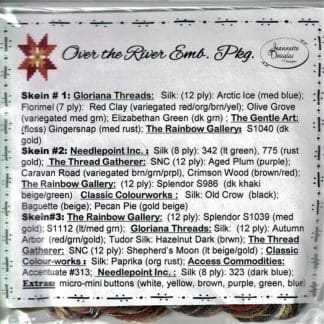 Over the River Emb. Pkg.
Jeannette
Douglas
designs
Skein # 1: Gloriana Threads: Silk: (12 ply): Arctic Ice (med blue);
Florimel (7 ply): Red Clay (variegated red/org/brn/yel); Olive Grove
(variegated med grn); Elizabethan Green (dk grn) ; The Gentle Art:
(floss) Gingersnap (med rust); The Rainbow Gallery: S1040 (dk
gold)
Skein #2: Needlepoint Inc. : Silk (8 ply): 342 (lt green), 775 (rust
gold); The Thread Gatherer: SNC (12 ply): Aged Plum (purple);
Caravan Road (variegated brn/grn/prpl), Crimson Wood (brown/red);
The Rainbow Gallery: (12 ply): Splendor S986 (dk khaki
beige/green) Classic Colourworks : Silk: Old Crow (black);
Baguette (beige); Pecan Pie (gold beige)
Skein#3: The Rainbow Gallery: (12 ply): Splendor S1039 (med
gold); S1112 (lt/med grn); Gloriana Threads: Silk: (12 ply): Autumn
Arbor (red/grn/gold); Tudor Silk: Hazelnut Dark (brwn); The Thread
Gatherer: SNC (12 ply): Shepherd's Moon (lt beige/gold) ; Classic
Colour-works : Silk: Paprika (org rust); Access Commodities:
Accentuate #313; Needlepoint Inc. : Silk (8 ply): 323 (dark blue);
Extras: micro-mini buttons (white, yellow, brown, purple, green, blue)